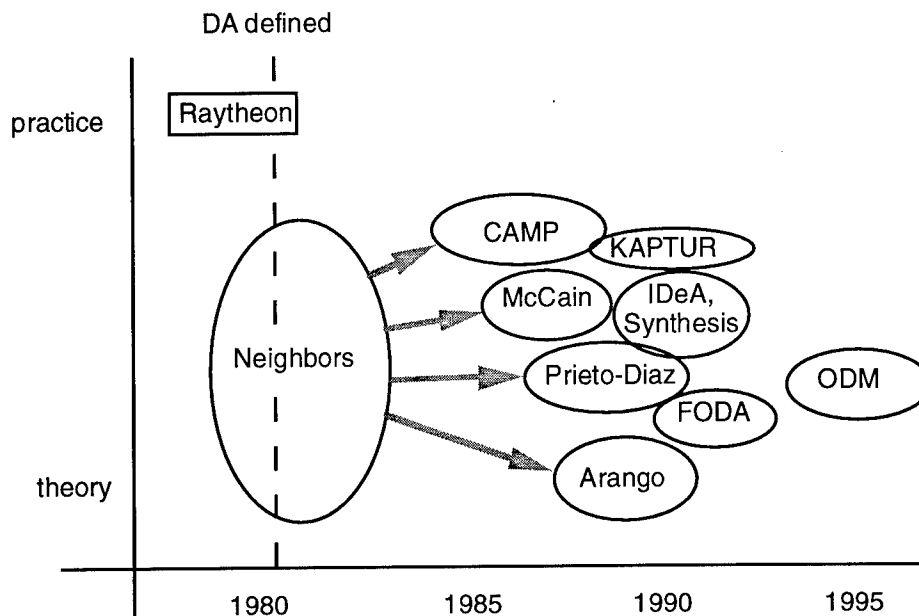 DA defined
practice
Raytheon
CAMP
KAPTUR
McCain
IDeA,
Synthesis
Neighbors
Prieto-Diaz
ODM
FODA
theory
Arango
1980
1985
1990
1995